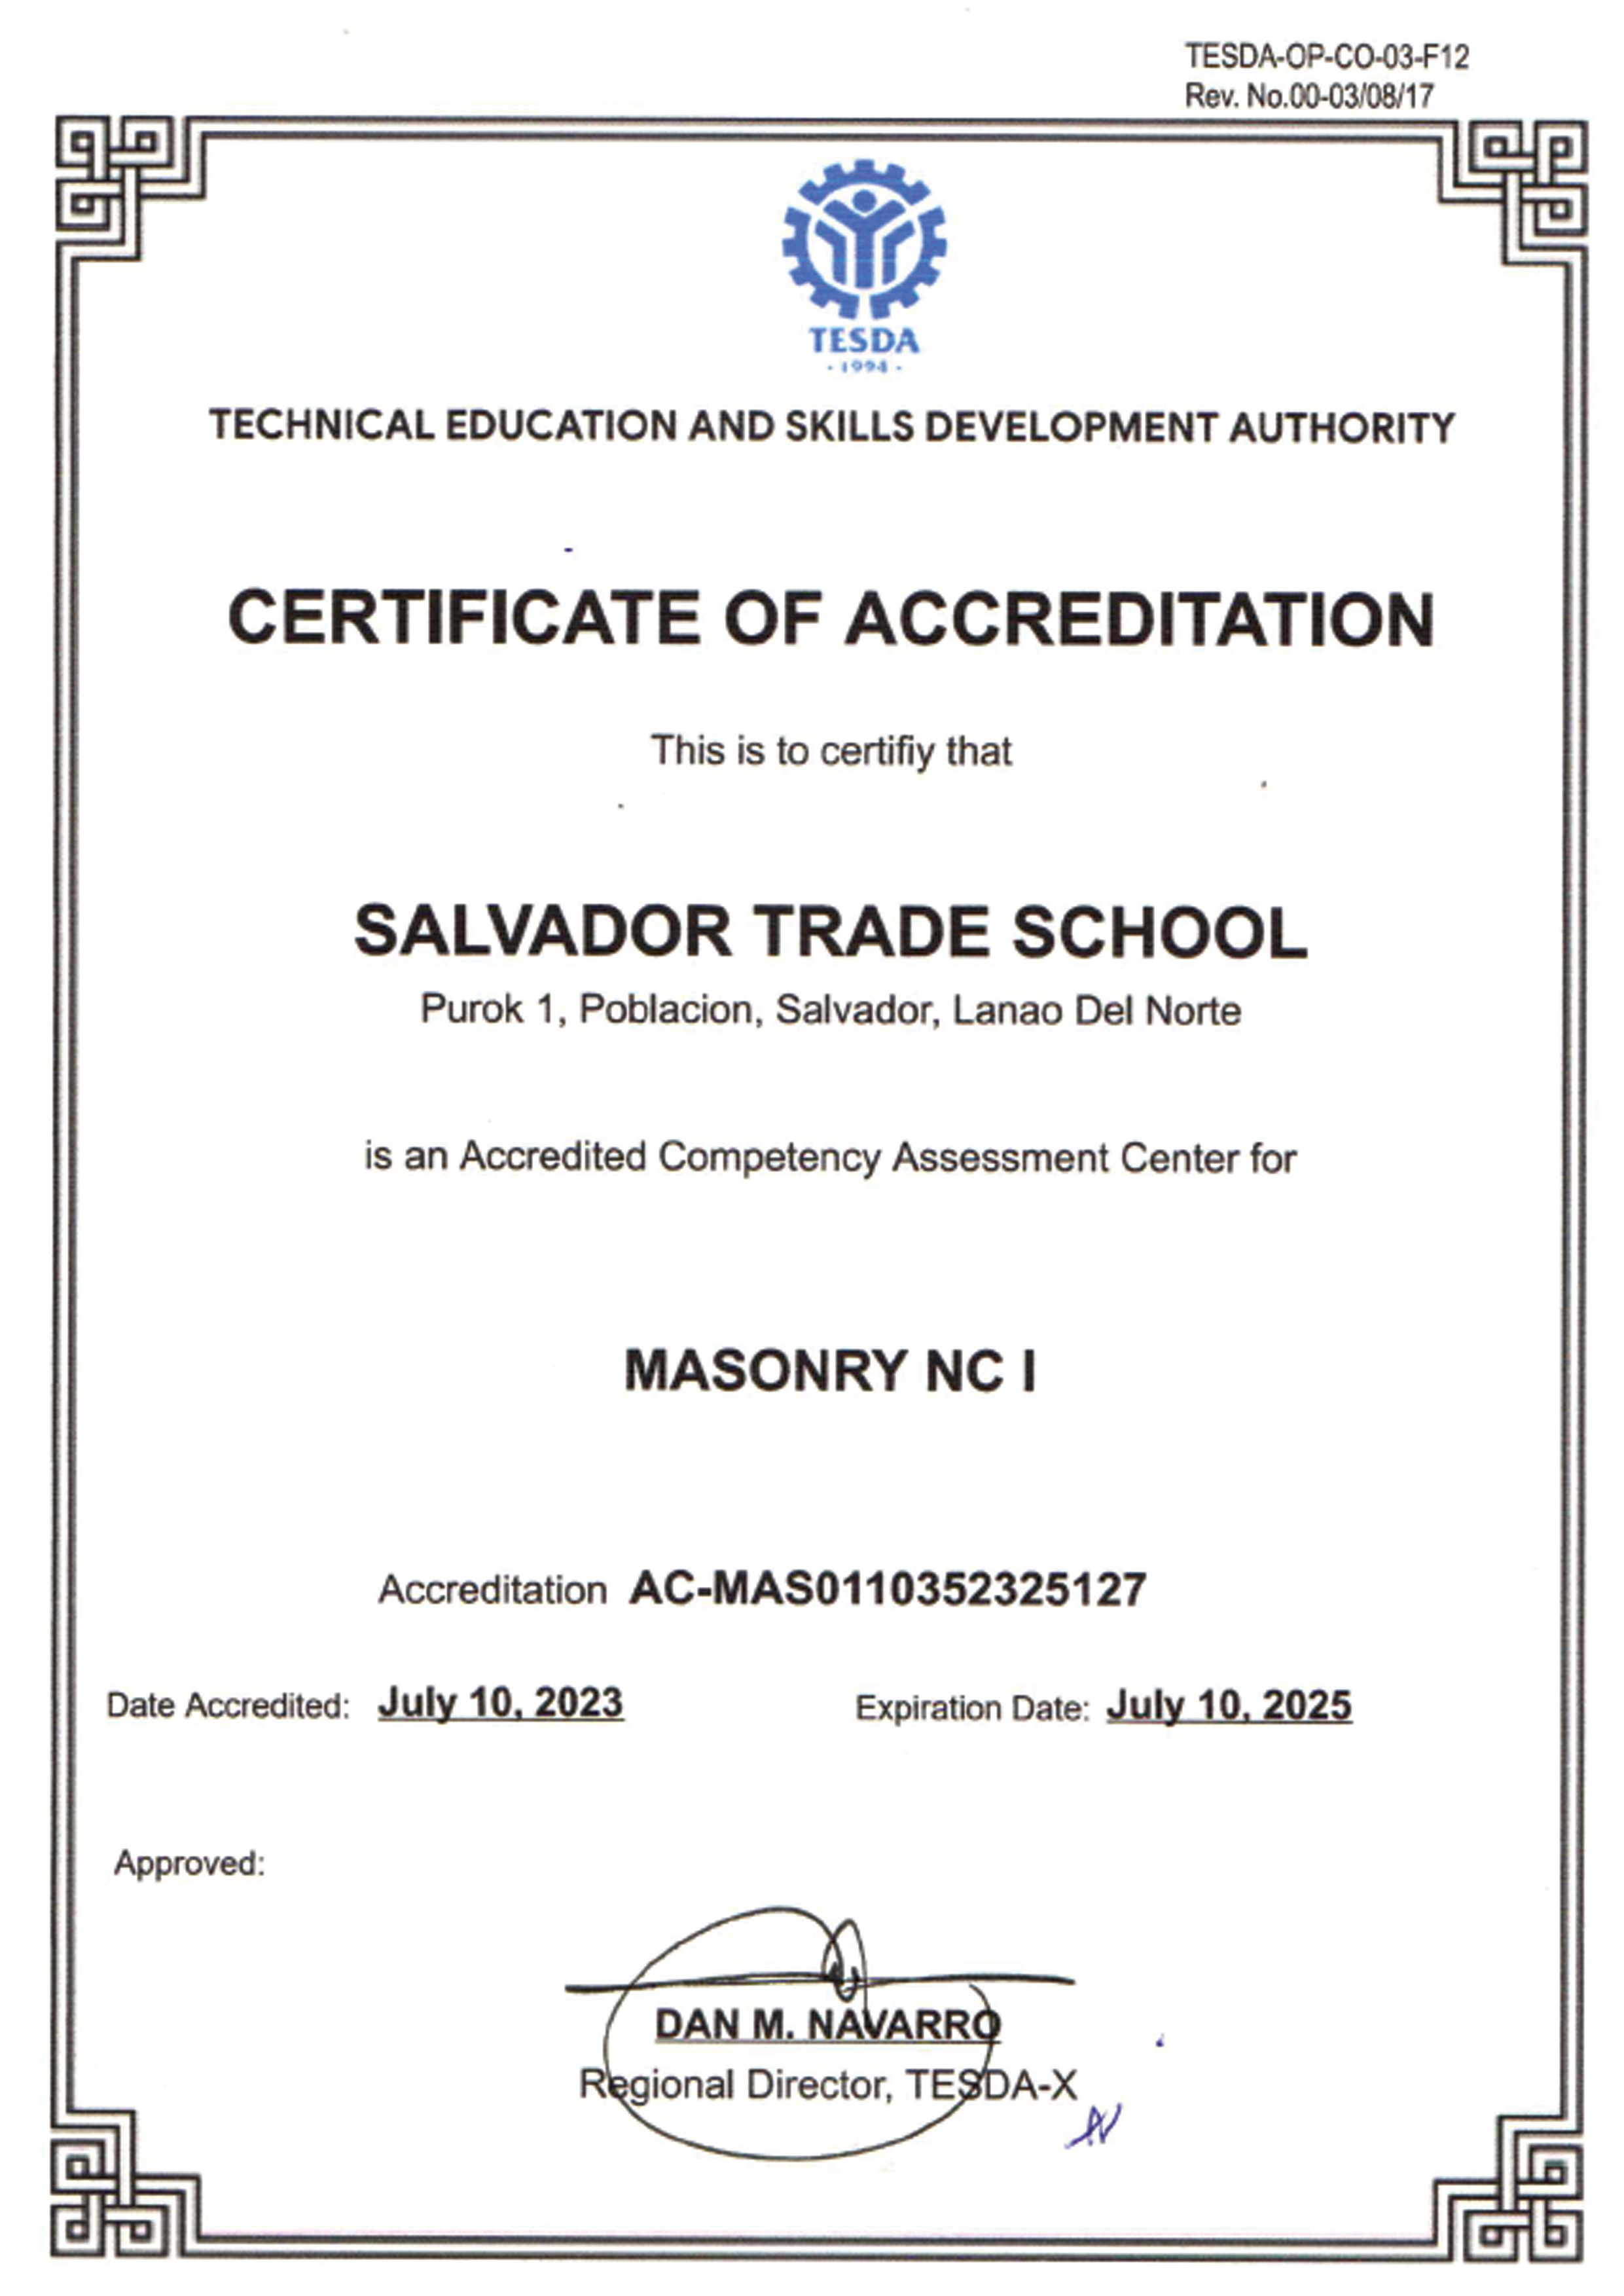 TESDA-OP-CO-03-F12
Rev. No.00-03/08/17
TESDA
- 1994 -
TECHNICAL EDUCATION AND SKILLS DEVELOPMENT AUTHORITY
CERTIFICATE OF ACCREDITATION
This is to certifiy that
SALVADOR TRADE SCHOOL
Purok 1, Poblacion, Salvador, Lanao Del Norte
is an Accredited Competency Assessment Center for
MASONRY NC I
Accreditation AC-MAS0110352325127
Date Accredited: July 10, 2023 Expiration Date: July 10, 2025
Approved:
DAN M. NAVARRO
Regional Director, TESDA-X